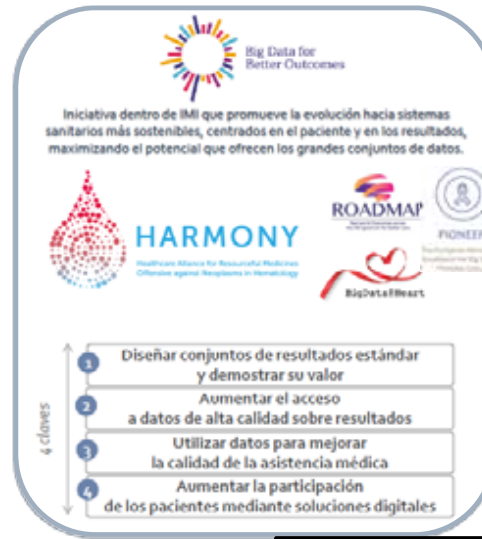 Big Data for
Better Outcomes
Iniciativa dentro de IMI que promueve la evolución hacia sistemas
sanitarios más sostenibles, centrados en el paciente y en los resultados,
maximizando el potencial que ofrecen los grandes conjuntos de datos.
HARMONY
Healthcare Alliance for Resourceful Medicines
Offensive against Neoplasms in Hematology
ROADMAP
PIONEER
BigData@Heart
4 claves
1
Diseñar conjuntos de resultados estándar
y demostrar su valor
2
Aumentar el acceso
a datos de alta calidad sobre resultados
3
Utilizar datos para mejorar
la calidad de la asistencia médica
4
Aumentar la participación
de los pacientes mediante soluciones digitales